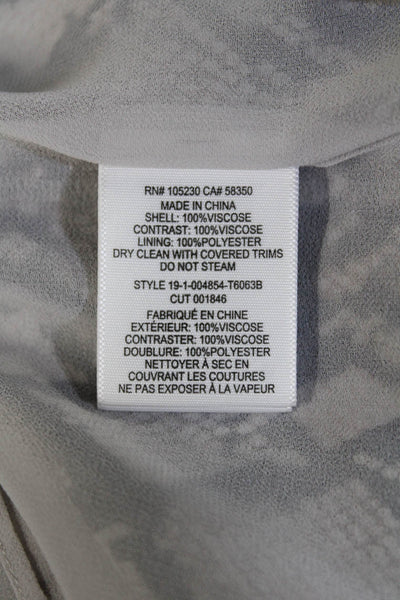 RN# 105230 CA# 58350
MADE IN CHINA
SHELL: 100%VISCOSE
CONTRAST: 100%VISCOSE
LINING: 100%POLYESTER
DRY CLEAN WITH COVERED TRIMS
DO NOT STEAM
STYLE 19-1-004854-T6063B
CUT 001846
FABRIQUÉ EN CHINE
EXTÉRIEUR: 100%VISCOSE
CONTRASTER: 100%VISCOSE
DOUBLURE: 100%POLYESTER
NETTOYER À SEC EN
COUVRANT LES COUTURES
NE PAS EXPOSER À LA VAPEUR